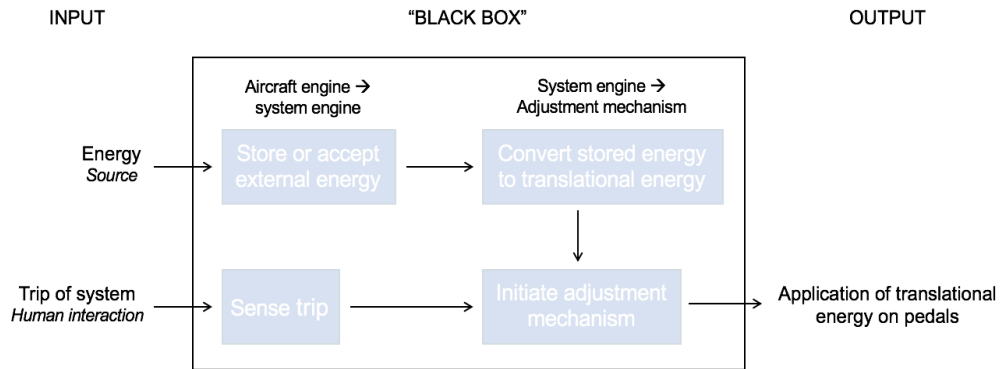 INPUT
“BLACK BOX”
OUTPUT
Aircraft engine →
system engine
System engine →
Adjustment mechanism
Energy
Source
Store or accept
external energy
Convert stored energy
to translational energy
Trip of system
Human interaction
Sense trip
Initiate adjustment
mechanism
Application of translational
energy on pedals